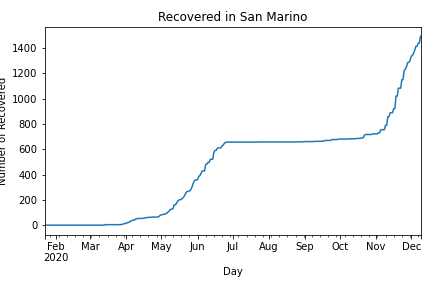 Recovered in San Marino
Number of Recovered
1400
1200
1000
800
600
400
200
0
Feb Mar Apr May Jun Jul Aug Sep Oct Nov Dec
2020
Day